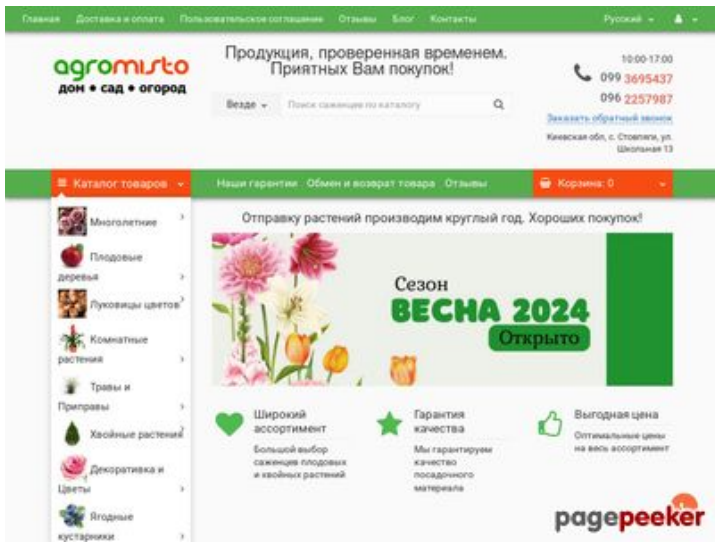 Главная Доставка и оплата Пользовательское соглашение Отзывы Блог Контакты Русский
agromisto
дом • сад • огород
Продукция, проверенная временем.
Приятных Вам покупок!
Везде Поиск саженцев по каталогу
10:00-17:00
099 3695437
096 2257987
Заказать обратный звонок
Киевская обл, с. Стовпяги, ул.
Школьная 13
Каталог товаров Наши гарантии Обмен и возврат товара Отзывы Корзина: 0
Многолетние
Плодовые
деревья
Луковицы цветов
Комнатные
растения
Травы и
Приправы
Хвойные растения
Декоративка и
Цветы
Ягодные
кустарники
Отправку растений производим круглый год. Хороших покупок!
Сезон
ВЕСНА 2024
Открыто
Широкий
ассортимент
Большой выбор
саженцев плодовых
и хвойных растений
Гарантия
качества
Мы гарантируем
качество
посадочного
материала
Выгодная цена
Оптимальные цены
на весь ассортимент
pagepeeker